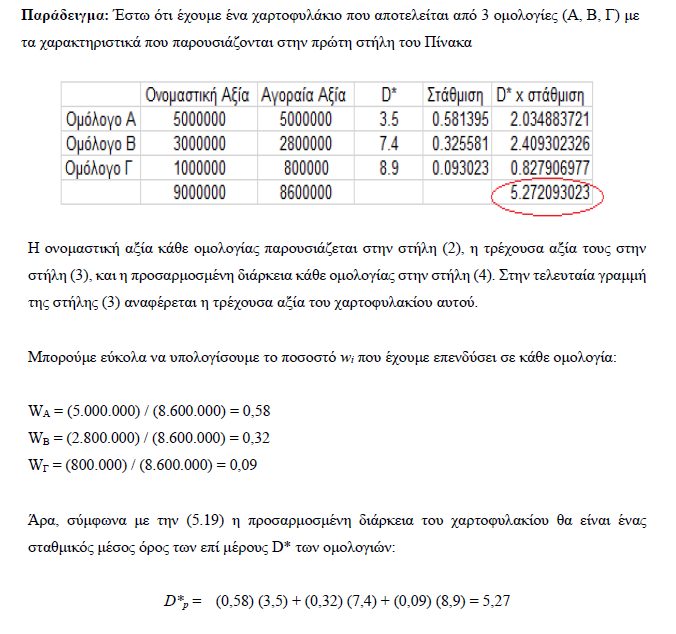 Παράδειγμα: Έστω ότι έχουμε ένα χαρτοφυλάκιο που αποτελείται από 3 ομολογίες (Α, Β, Γ) με
τα χαρακτηριστικά που παρουσιάζονται στην πρώτη στήλη του Πίνακα
Ονομαστική Αξία Αγοραία Αξία D* Στάθμιση D* x στάθμιση
Ομόλογο Α 5000000 5000000 3.5 0.581395 2.034883721
Ομόλογο Β 3000000 2800000 7.4 0.325581 2.409302326
Ομόλογο Γ 1000000 800000 8.9 0.093023 0.827906977
9000000 8600000 5.272093023
Η ονομαστική αξία κάθε ομολογίας παρουσιάζεται στην στήλη (2), η τρέχουσα αξία τους στην
στήλη (3), και η προσαρμοσμένη διάρκεια κάθε ομολογίας στην στήλη (4). Στην τελευταία γραμμή
της στήλης (3) αναφέρεται η τρέχουσα αξία του χαρτοφυλακίου αυτού.
Μπορούμε εύκολα να υπολογίσουμε το ποσοστό wi που έχουμε επενδύσει σε κάθε ομολογία:
WΑ = (5.000.000) / (8.600.000) = 0,58
WΒ = (2.800.000) / (8.600.000) = 0,32
WΓ = (800.000) / (8.600.000) = 0,09
Άρα, σύμφωνα με την (5.19) η προσαρμοσμένη διάρκεια του χαρτοφυλακίου θα είναι ένας
σταθμικός μέσος όρος των επί μέρους D* των ομολογιών:
D*p = (0,58) (3,5) + (0,32) (7,4) + (0,09) (8,9) = 5,27